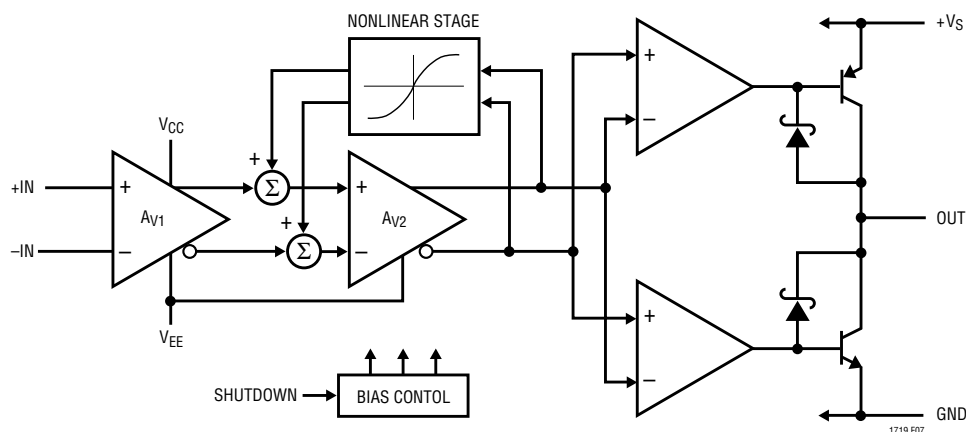 NONLINEAR STAGE
+VS
+
−
VCC
+
+IN
+
AV1
−
Σ
+
AV2
−
+
Σ
−IN
OUT
VEE
+
−
SHUTDOWN
BIAS CONTOL
GND
1719 F07